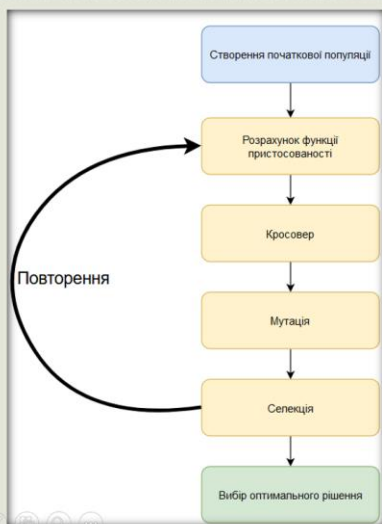 Створення початкової популяції
Розрахунок функції
пристосованості
Кросовер
Повторення
Мутація
Селекція
Вибір оптимального рішення